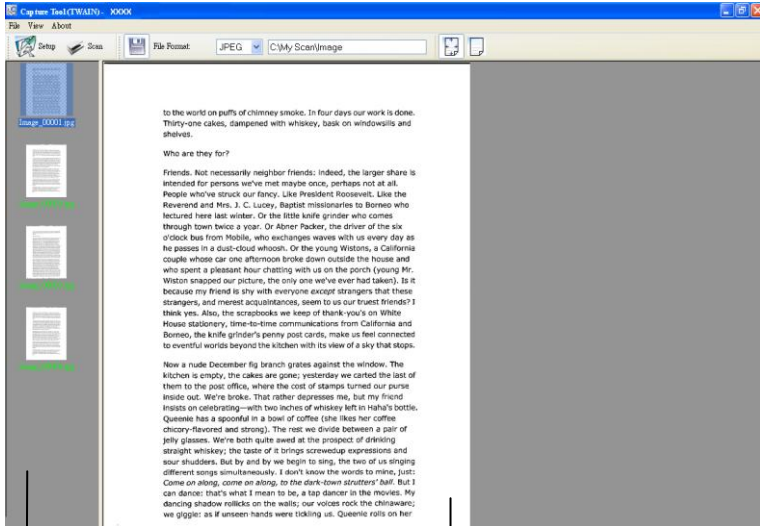 Capture Tool(TWAIN)- XXXX
File View About
Setup Scan File Format: JPEG C:\My Scan\Image
Image_00001.jpg
to the world on puffs of chimney smoke. In four days our work is done.
Thirty-one cakes, dampened with whiskey, bask on windowsills and
shelves.
Who are they for?
Friends. Not necessarily neighbor friends: indeed, the larger share is
intended for persons we've met maybe once, perhaps not at all.
People who've struck our fancy. Like President Roosevelt. Like the
Reverend and Mrs. J. C. Lucey, Baptist missionaries to Borneo who
lectured here last winter. Or the little knife grinder who comes
through town twice a year. Or Abner Packer, the driver of the six
o'clock bus from Mobile, who exchanges waves with us every day as
he passes in a dust-cloud whoosh. Or the young Wistons, a California
couple whose car one afternoon broke down outside the house and
who spent a pleasant hour chatting with us on the porch (young Mr.
Wiston snapped our picture, the only one we've ever had taken). Is it
because my friend is shy with everyone except strangers that these
strangers, and merest acquaintances, seem to us our truest friends? I
think yes. Also, the scrapbooks we keep of thank-you's on White
House stationery, time-to-time communications from California and
Borneo, the knife grinder's penny post cards, make us feel connected
to eventful worlds beyond the kitchen with its view of a sky that stops.
Now a nude December fig branch grates against the window. The
kitchen is empty, the cakes are gone; yesterday we carted the last of
them to the post office, where the cost of stamps turned our purse
inside out. We're broke. That rather depresses me, but my friend
insists on celebrating—with two inches of whiskey left in Haha's bottle.
Queenie has a spoonful in a bowl of coffee (she likes her coffee
chicory-flavored and strong). The rest we divide between a pair of
jelly glasses. We're both quite awed at the prospect of drinking
straight whiskey; the taste of it brings screwedup expressions and
sour shudders. But by and by we begin to sing, the two of us singing
different songs simultaneously. I don't know the words to mine, just:
Come on along, come on along, to the dark-town strutters' ball. But I
can dance: that's what I mean to be, a tap dancer in the movies. My
dancing shadow rollicks on the walls; our voices rock the chinaware;
we giggle: as if unseen hands were tickling us. Queenie rolls on her